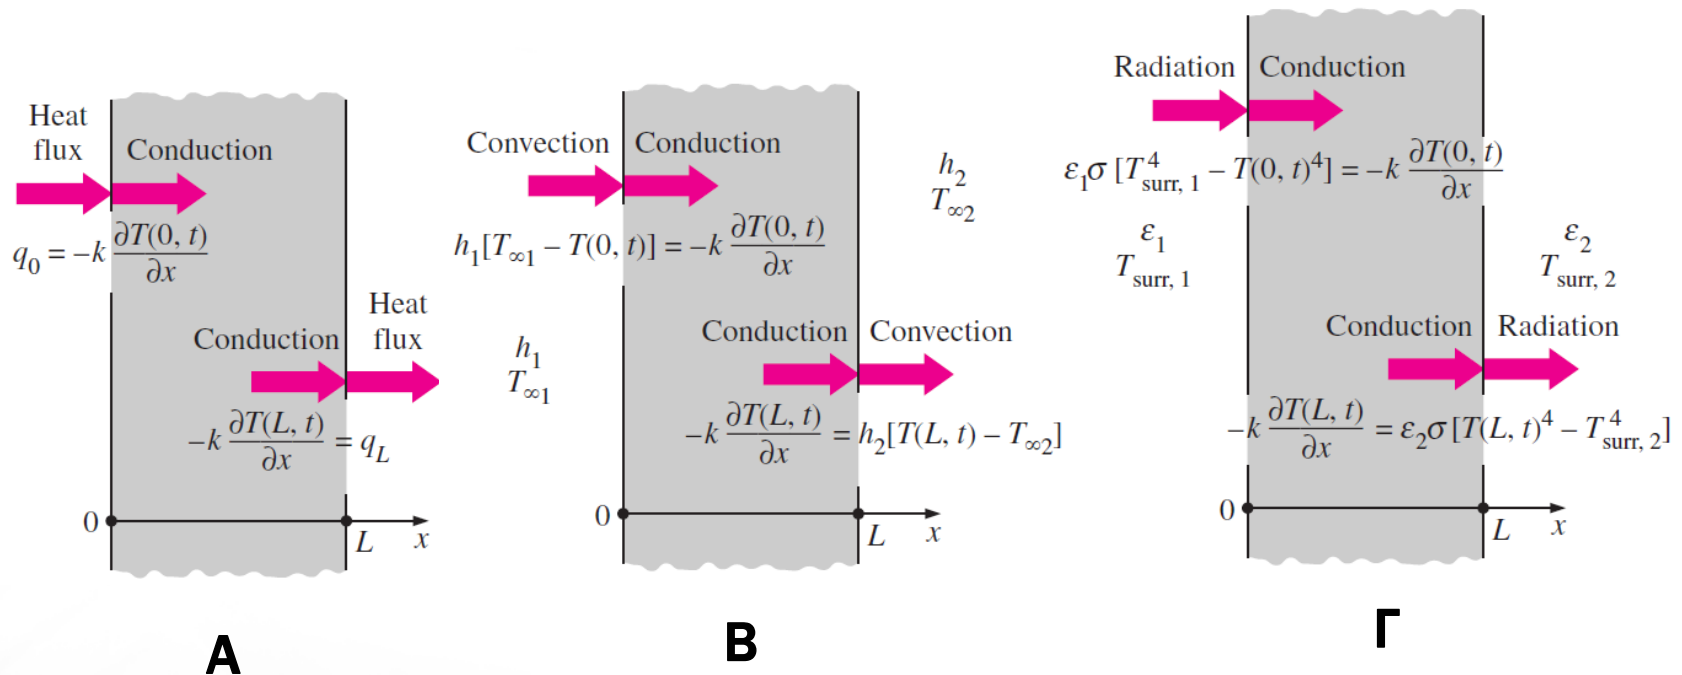 Heat
flux
Conduction
q₀ = −k ∂T(0, t)/∂x
Heat
flux
Conduction
−k ∂T(L, t)/∂x = q_L
0
L
x
A
Convection
Conduction
h₁[T∞1 − T(0, t)] = −k ∂T(0, t)/∂x
h₁
T∞1
h₂
T∞2
Conduction
Convection
−k ∂T(L, t)/∂x = h₂[T(L, t) − T∞2]
0
L
x
B
Radiation
Conduction
ε₁σ [T⁴surr, 1 − T(0, t)⁴] = −k ∂T(0, t)/∂x
ε₁
Tsurr, 1
ε₂
Tsurr, 2
Conduction
Radiation
−k ∂T(L, t)/∂x = ε₂σ [T(L, t)⁴ − T⁴surr, 2]
0
L
x
Γ